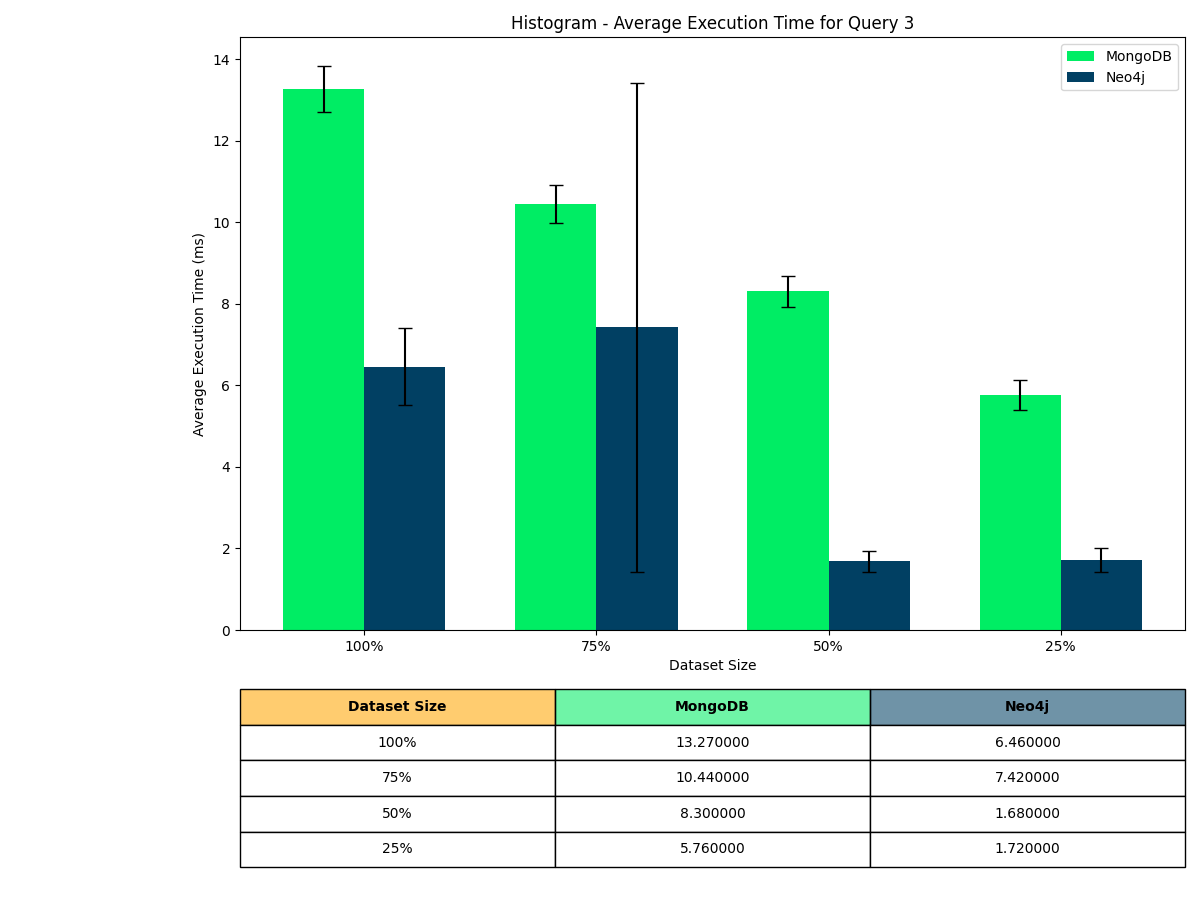 Histogram - Average Execution Time for Query 3
MongoDB
Neo4j
Average Execution Time (ms)
14
12
10
8
6
4
2
0
100% 75% 50% 25%
Dataset Size
Dataset Size MongoDB Neo4j
100% 13.270000 6.460000
75% 10.440000 7.420000
50% 8.300000 1.680000
25% 5.760000 1.720000